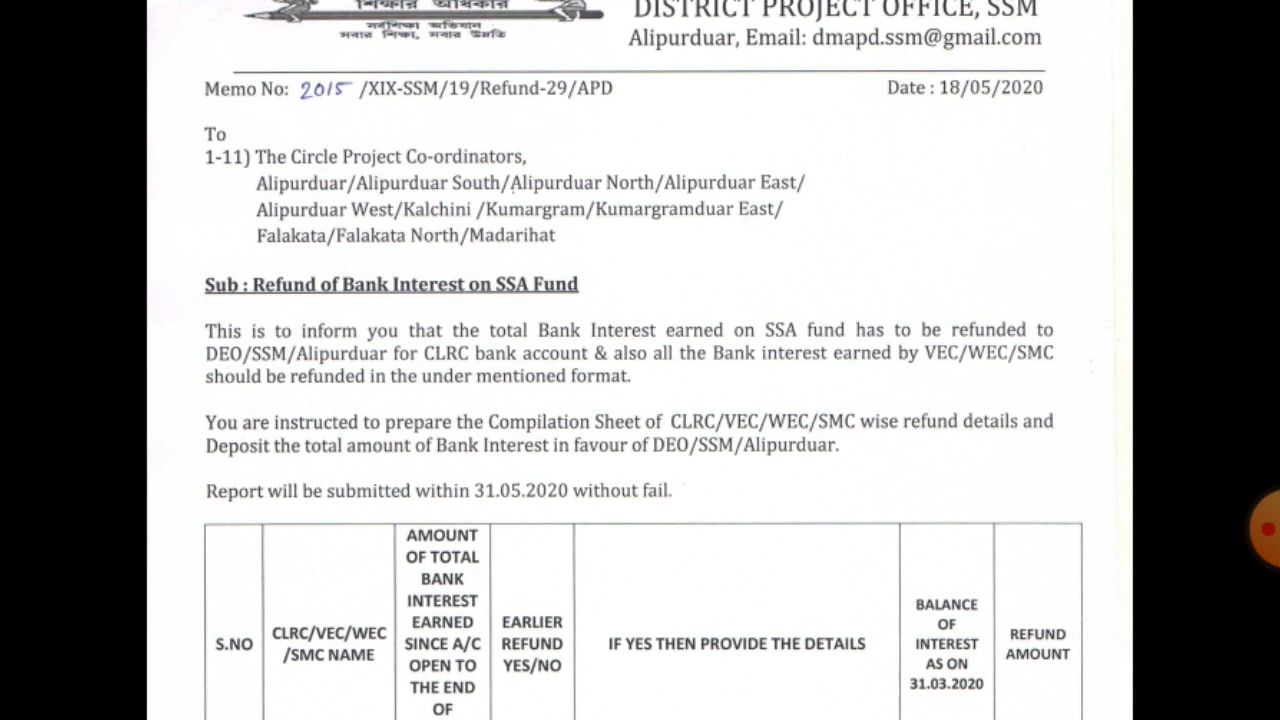 শিক্ষার অধিকার
সর্বশিক্ষা অভিযান
সবার শিক্ষা, সবার উন্নতি
DISTRICT PROJECT OFFICE, SSM
Alipurduar, Email: dmapd.ssm@gmail.com
Memo No: 2015 /XIX-SSM/19/Refund-29/APD Date : 18/05/2020
To
1-11) The Circle Project Co-ordinators,
Alipurduar/Alipurduar South/Alipurduar North/Alipurduar East/
Alipurduar West/Kalchini /Kumargram/Kumargramduar East/
Falakata/Falakata North/Madarihat
Sub : Refund of Bank Interest on SSA Fund
This is to inform you that the total Bank Interest earned on SSA fund has to be refunded to
DEO/SSM/Alipurduar for CLRC bank account & also all the Bank interest earned by VEC/WEC/SMC
should be refunded in the under mentioned format.
You are instructed to prepare the Compilation Sheet of CLRC/VEC/WEC/SMC wise refund details and
Deposit the total amount of Bank Interest in favour of DEO/SSM/Alipurduar.
Report will be submitted within 31.05.2020 without fail.
S.NO
CLRC/VEC/WEC
/SMC NAME
AMOUNT
OF TOTAL
BANK
INTEREST
EARNED
SINCE A/C
OPEN TO
THE END
OF
EARLIER
REFUND
YES/NO
IF YES THEN PROVIDE THE DETAILS
BALANCE
OF
INTEREST
AS ON
31.03.2020
REFUND
AMOUNT